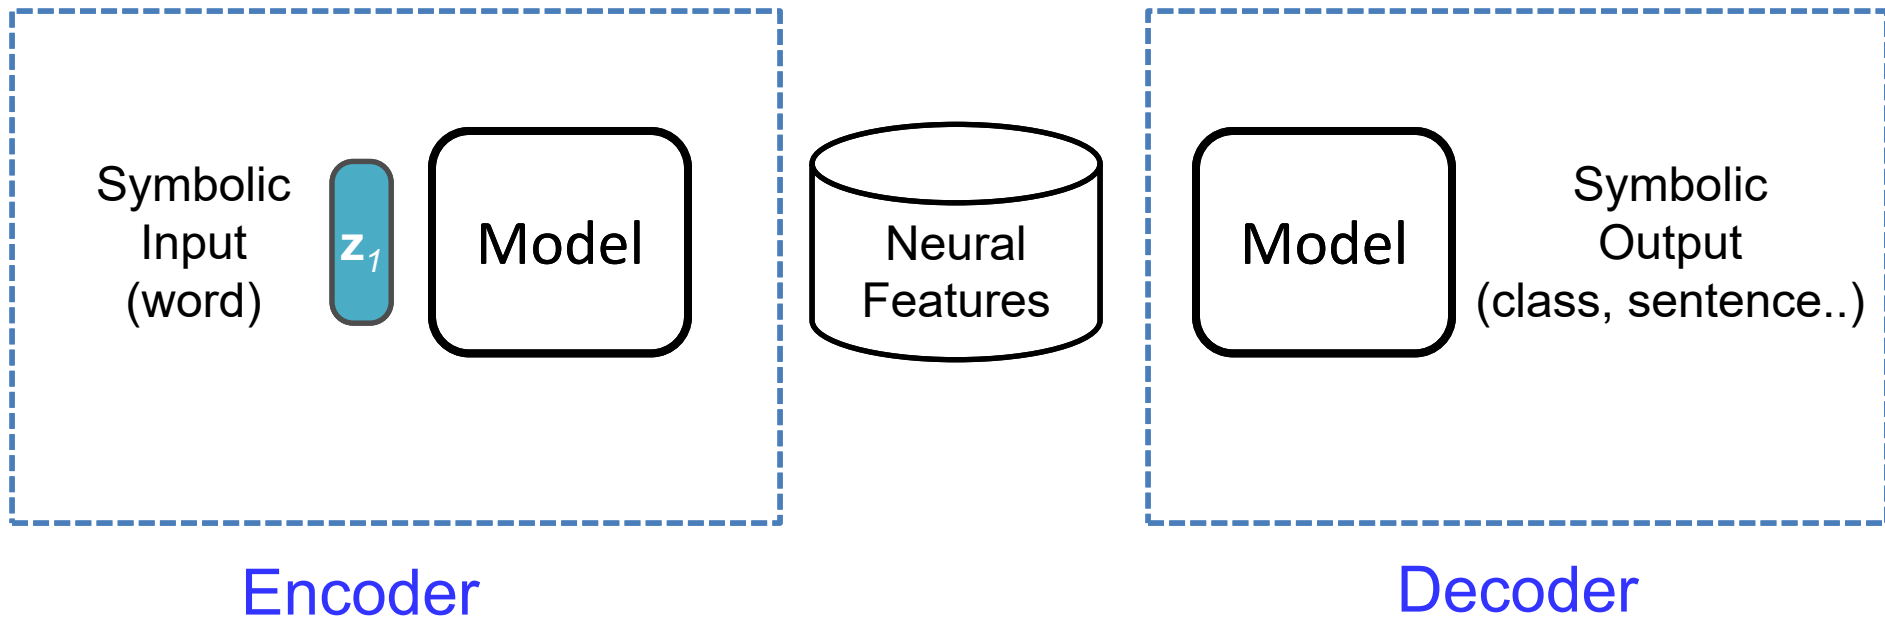 Symbolic
Input
(word)
z1
Model
Neural
Features
Model
Symbolic
Output
(class, sentence..)
Encoder
Decoder